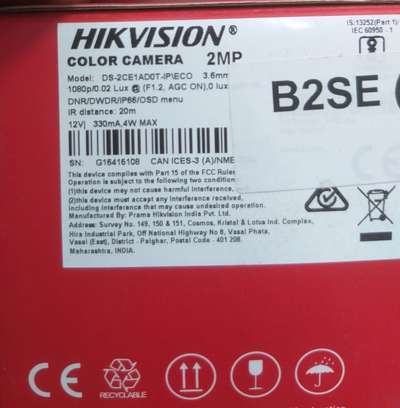 HIKVISION®
IS:13252(Part 1)/
IEC 60950 - 1
COLOR CAMERA 2MP
Model: DS-2CE1AD0T-IP\ECO 3.6mm
1080p/0.02 Lux @ (F1.2, AGC ON),0 lux
DNR/DWDR/IP66/OSD menu
IR distance: 20m
12V 330mA,4W MAX
B2SE (
SN: G16416108 CAN ICES-3 (A)/NME
This device complies with Part 15 of the FCC Rules
Operation is subject to the following two condition
(1)this device may not cause harmful interference,
(2)this device must accept any interference received,
including interference that may cause undesired operation.
Manufactured By: Prama Hikvision India Pvt. Ltd.
Address: Survey No. 149, 150 & 151, Cosmos, Kristal & Lotus Ind. Complex,
Hira Industrial Park, Off National Highway No. 8, Vasai Phata,
Vasai (East), District - Palghar, Postal Code - 401 208.
Maharashtra, INDIA.
CE
RECYCLABLE